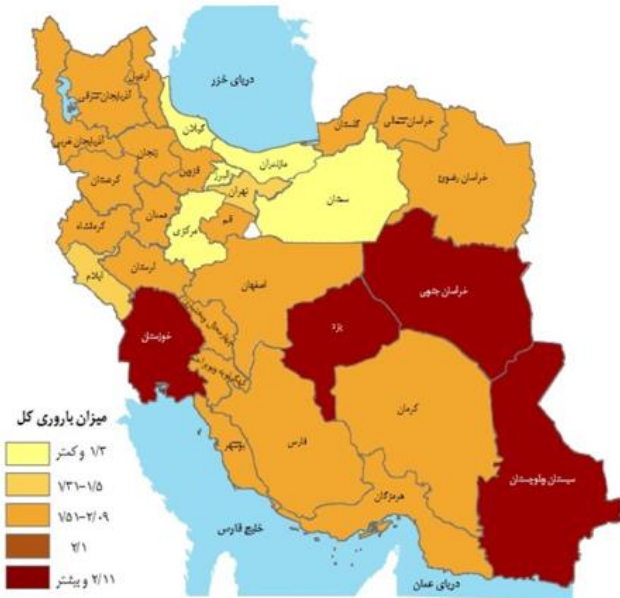 دریای خزر
اردبیل
آذربایجان شرقی
آذربایجان غربی
گیلان
زنجان
مازندران
گلستان
خراسان شمالی
خراسان رضوی
قزوین
البرز
تهران
سمنان
کردستان
همدان
مرکزی
قم
کرمانشاه
ایلام
لرستان
اصفهان
خراسان جنوبی
یزد
خوزستان
کرمان
فارس
بوشهر
سیستان وبلوچستان
هرمزگان
خلیج فارس
دریای عمان
میزان باروری کل
۱/۳ و کمتر
۱/۳۱-۱/۵
۱/۵۱-۲/۰۹
۲/۱
۲/۱۱ و بیشتر